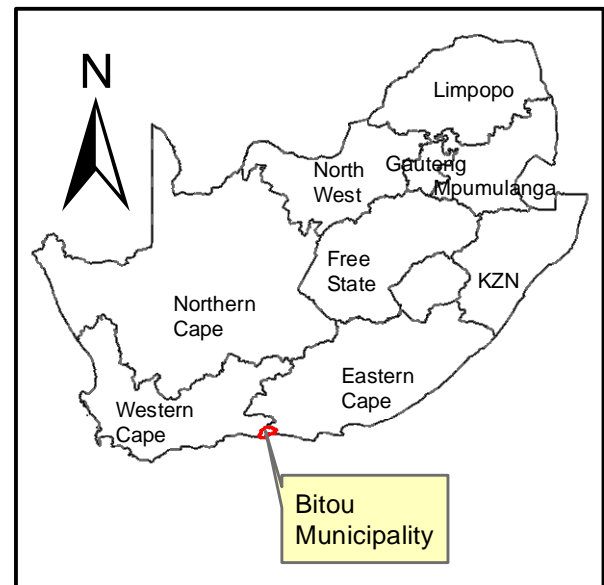 N
Limpopo
North
West
Gauteng
Mpumulanga
Free
State
KZN
Northern
Cape
Eastern
Cape
Western
Cape
Bitou
Municipality